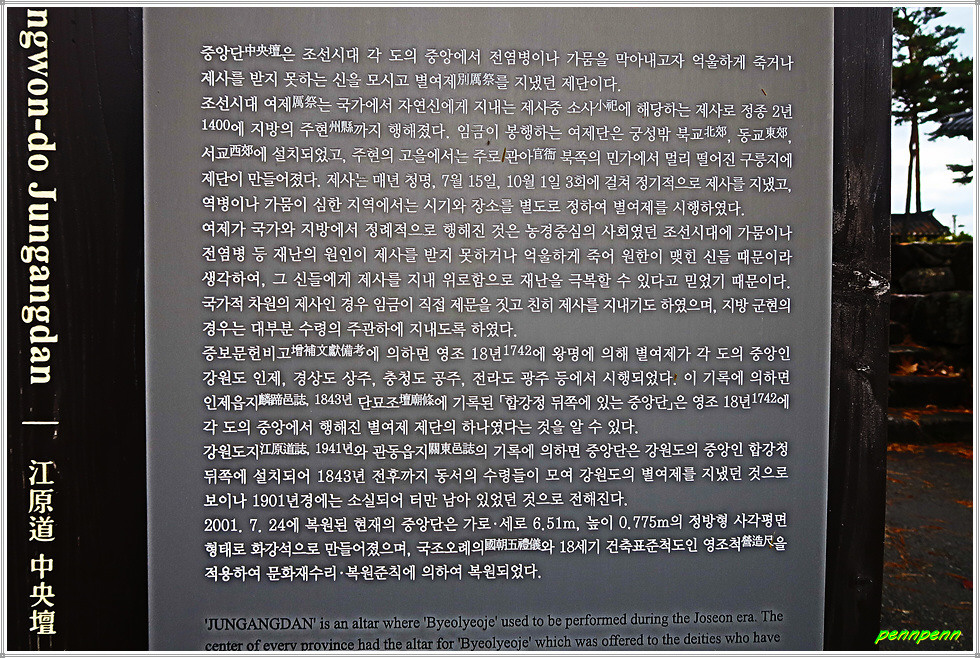 ngwon-do Jungangdan — 江原道 中央壇
중앙단中央壇은 조선시대 각 도의 중앙에서 전염병이나 가뭄을 막아내고자 억울하게 죽거나
제사를 받지 못하는 신을 모시고 별여제別厲祭를 지냈던 제단이다.
조선시대 여제厲祭는 국가에서 자연신에게 지내는 제사중 소사小祀에 해당하는 제사로 정종 2년
1400에 지방의 주현州縣까지 행해졌다. 임금이 봉행하는 여제단은 궁성밖 북교北郊, 동교東郊,
서교西郊에 설치되었고, 주현의 고을에서는 주로 관아官衙 북쪽의 민가에서 멀리 떨어진 구릉지에
제단이 만들어졌다. 제사는 매년 청명, 7월 15일, 10월 1일 3회에 걸쳐 정기적으로 제사를 지냈고,
역병이나 가뭄이 심한 지역에서는 시기와 장소를 별도로 정하여 별여제를 시행하였다.
여제가 국가와 지방에서 정례적으로 행해진 것은 농경중심의 사회였던 조선시대에 가뭄이나
전염병 등 재난의 원인이 제사를 받지 못하거나 억울하게 죽어 원한이 맺힌 신들 때문이라
생각하여, 그 신들에게 제사를 지내 위로함으로 재난을 극복할 수 있다고 믿었기 때문이다.
국가적 차원의 제사인 경우 임금이 직접 제문을 짓고 친히 제사를 지내기도 하였으며, 지방 군현의
경우는 대부분 수령의 주관하에 지내도록 하였다.
증보문헌비고增補文獻備考에 의하면 영조 18년1742에 왕명에 의해 별여제가 각 도의 중앙인
강원도 인제, 경상도 상주, 충청도 공주, 전라도 광주 등에서 시행되었다. 이 기록에 의하면
인제읍지麟蹄邑誌, 1843년 단묘조壇廟條에 기록된 「합강정 뒤쪽에 있는 중앙단」은 영조 18년1742에
각 도의 중앙에서 행해진 별여제 제단의 하나였다는 것을 알 수 있다.
강원도지江原道誌, 1941년와 관동읍지關東邑誌의 기록에 의하면 중앙단은 강원도의 중앙인 합강정
뒤쪽에 설치되어 1843년 전후까지 동서의 수령들이 모여 강원도의 별여제를 지냈던 것으로
보이나 1901년경에는 소실되어 터만 남아 있었던 것으로 전해진다.
2001. 7. 24에 복원된 현재의 중앙단은 가로·세로 6.51m, 높이 0.775m의 정방형 사각평면
형태로 화강석으로 만들어졌으며, 국조오례의國朝五禮儀와 18세기 건축표준척도인 영조척營造尺을
적용하여 문화재수리·복원준칙에 의하여 복원되었다.
'JUNGANGDAN' is an altar where 'Byeolyeoje' used to be performed during the Joseon era. The
center of every province had the altar for 'Byeolyeoje' which was offered to the deities who have
pennpenn